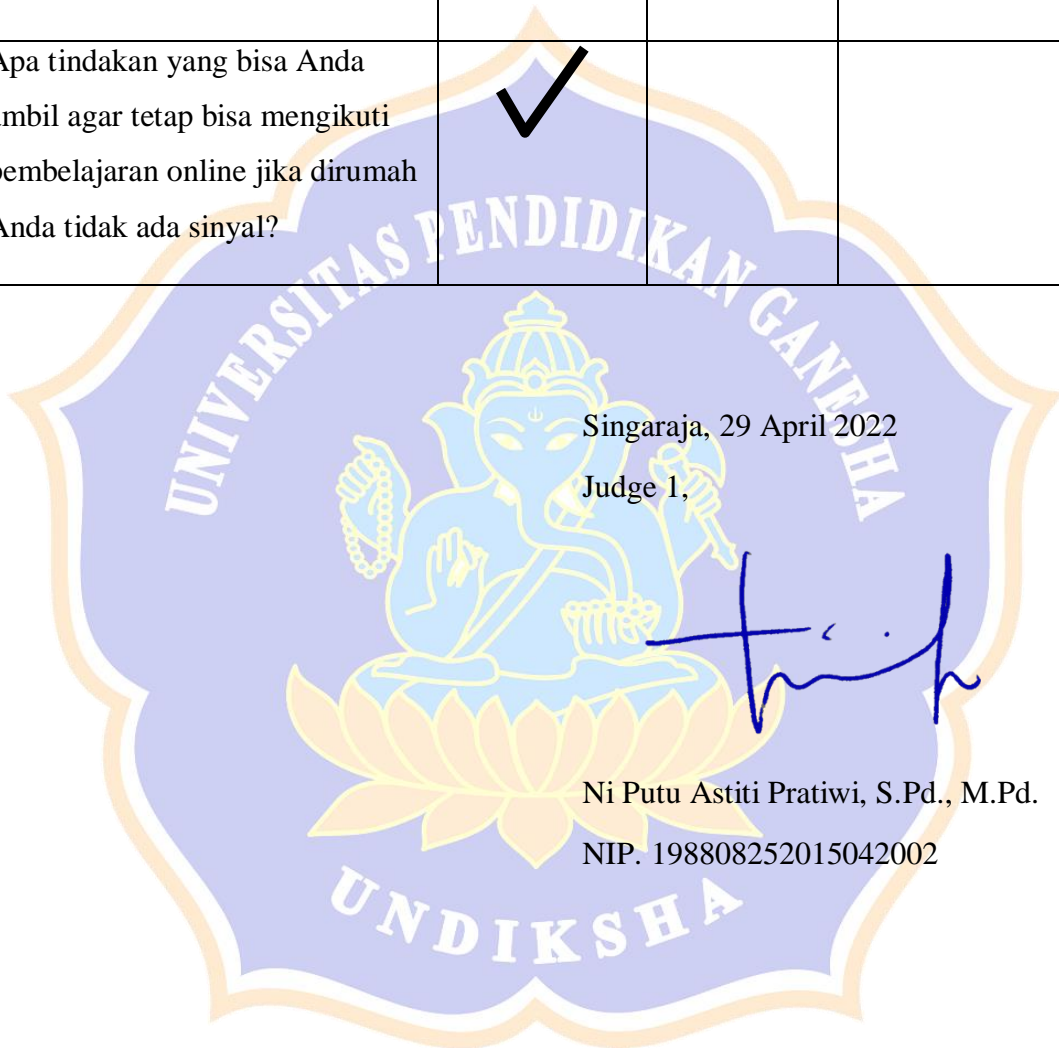 Apa tindakan yang bisa Anda
ambil agar tetap bisa mengikuti
pembelajaran online jika dirumah
Anda tidak ada sinyal?
UNIVERSITAS PENDIDIKAN GANESHA
Singaraja, 29 April 2022
Judge 1,
Ni Putu Astiti Pratiwi, S.Pd., M.Pd.
NIP. 198808252015042002
UNDIKSHA